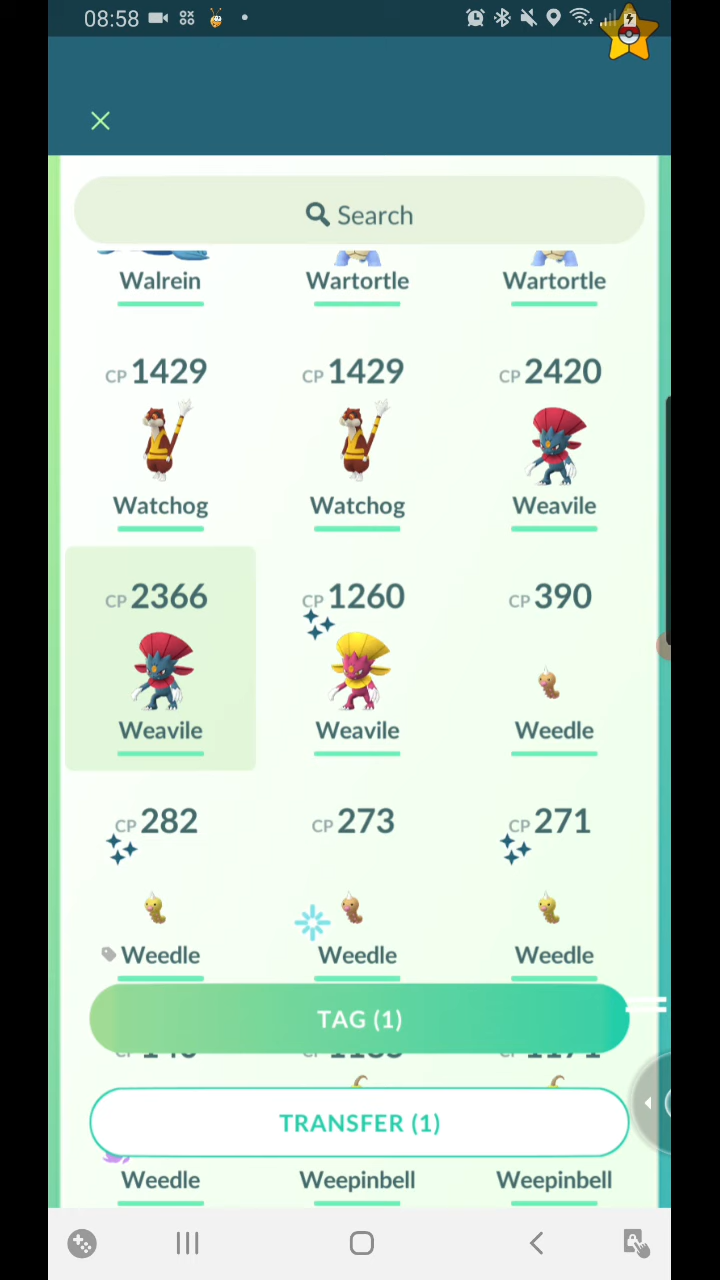 08:58
Search
Walrein Wartortle Wartortle
CP 1429 CP 1429 CP 2420
Watchog Watchog Weavile
CP 2366 CP 1260 CP 390
Weavile Weavile Weedle
CP 282 CP 273 CP 271
Weedle Weedle Weedle
TAG (1)
TRANSFER (1)
Weedle Weepinbell Weepinbell